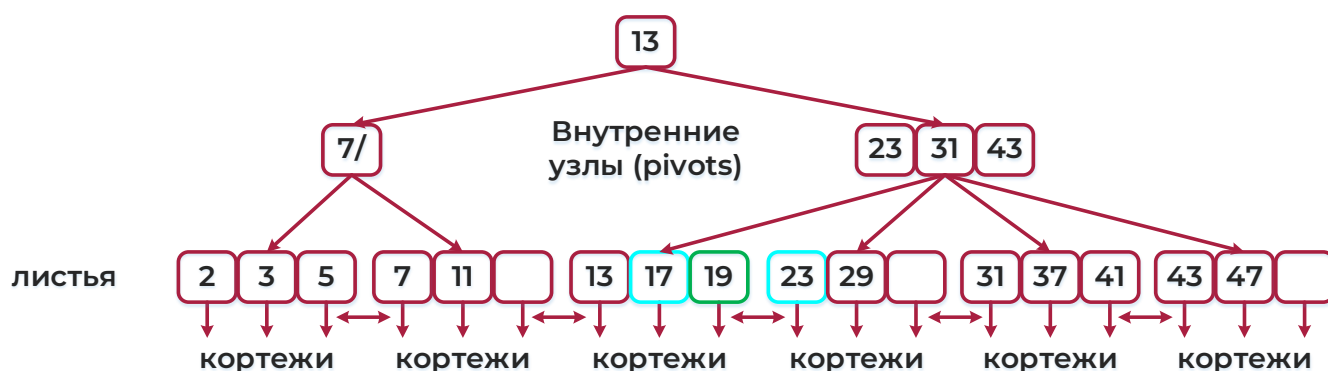 13
7/
Внутренние
узлы (pivots)
23 31 43
листья
2 3 5 7 11 13 17 19 23 29 31 37 41 43 47
кортежи кортежи кортежи кортежи кортежи кортежи